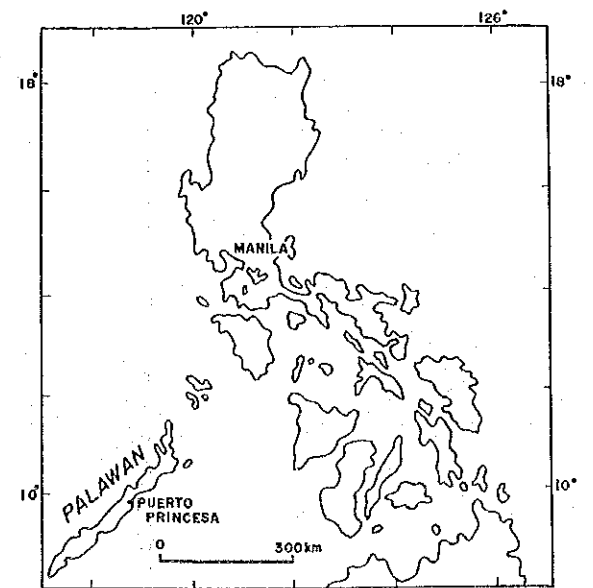 120°
126°
18°
18°
MANILA
PALAWAN
10°
10°
PUERTO
PRINCESA
0
300km